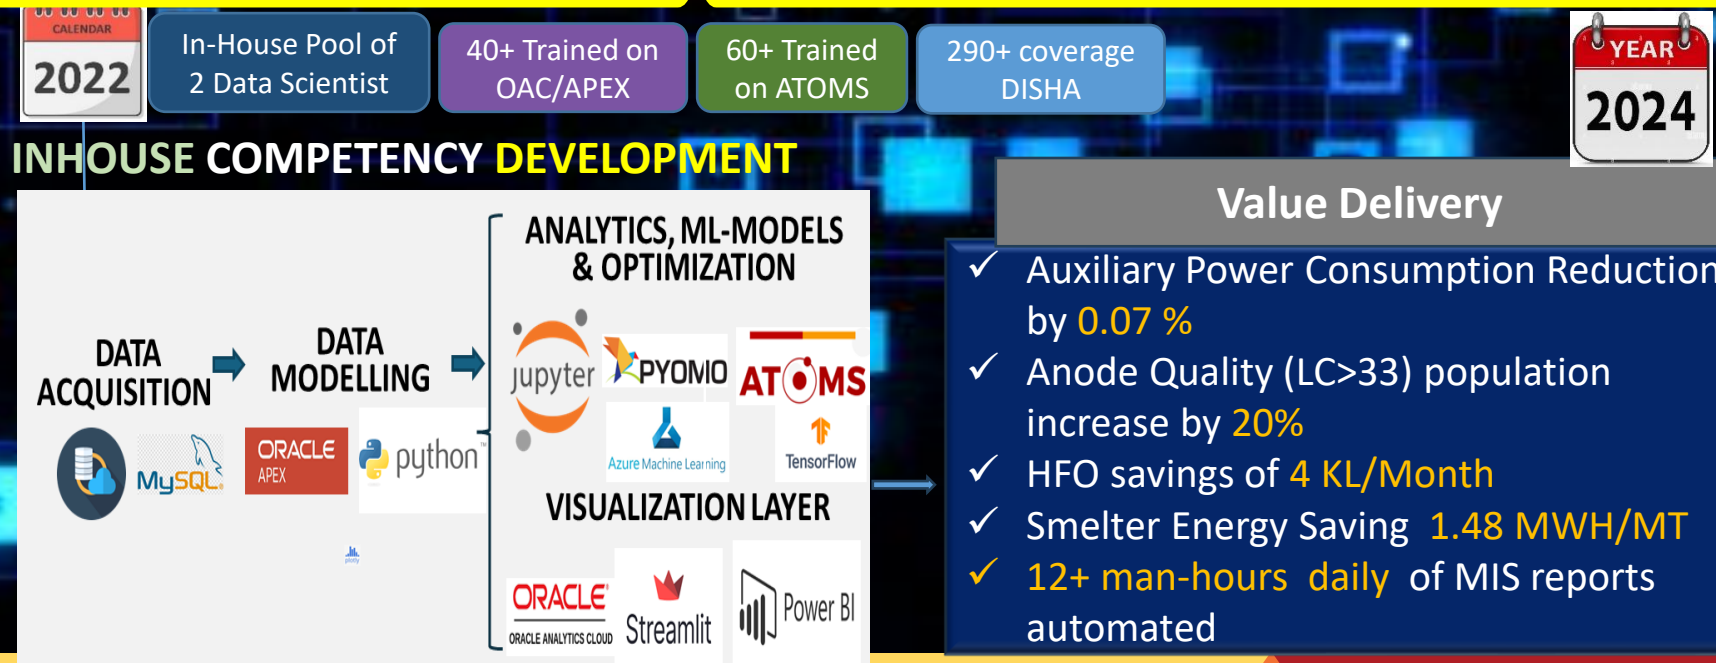 CALENDAR
2022
In-House Pool of
2 Data Scientist
40+ Trained on
OAC/APEX
60+ Trained
on ATOMS
290+ coverage
DISHA
YEAR
2024
INHOUSE COMPETENCY DEVELOPMENT
DATA
ACQUISITION
MySQL
DATA
MODELLING
ORACLE
APEX
python
plotly
ANALYTICS, ML-MODELS
& OPTIMIZATION
jupyter
PYOMO
ATOMS
Azure Machine Learning
TensorFlow
VISUALIZATION LAYER
ORACLE
ORACLE ANALYTICS CLOUD
Streamlit
Power BI
Value Delivery
✓ Auxiliary Power Consumption Reduction
by 0.07 %
✓ Anode Quality (LC>33) population
increase by 20%
✓ HFO savings of 4 KL/Month
✓ Smelter Energy Saving 1.48 MWH/MT
✓ 12+ man-hours daily of MIS reports
automated